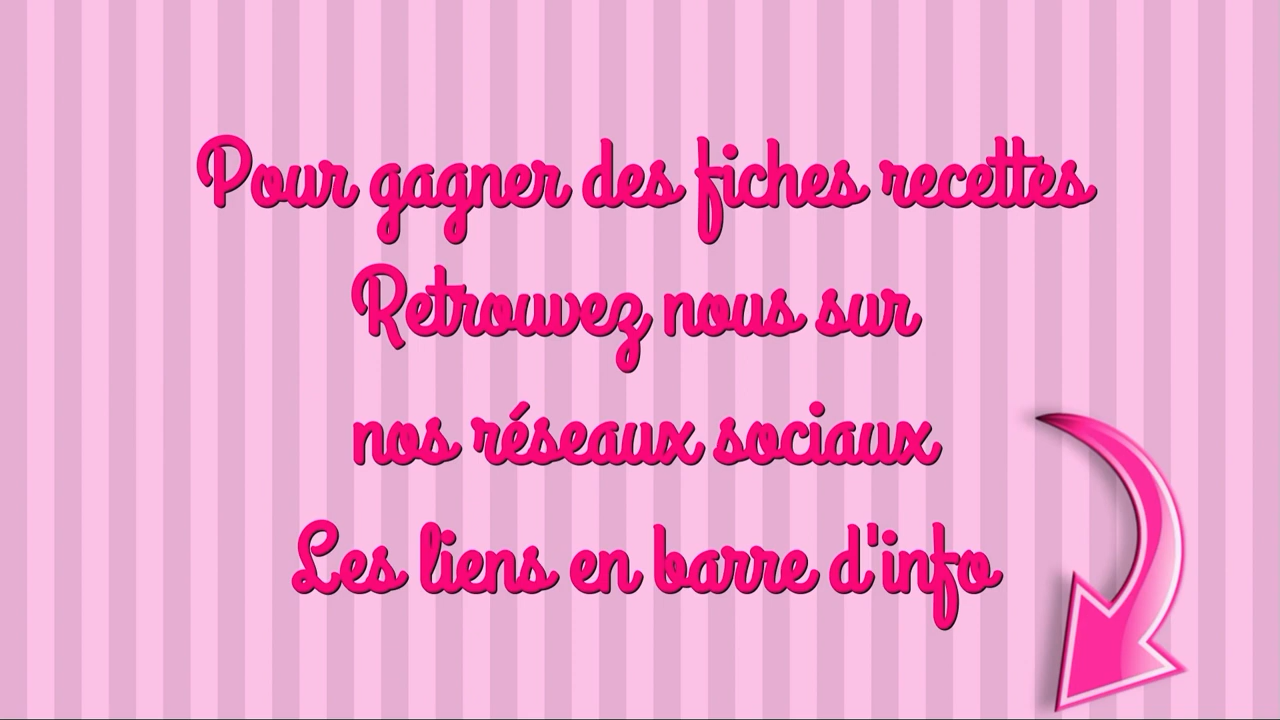 Pour gagner des fiches recettes
Retrouvez nous sur
nos réseaux sociaux
Les liens en barre d'info